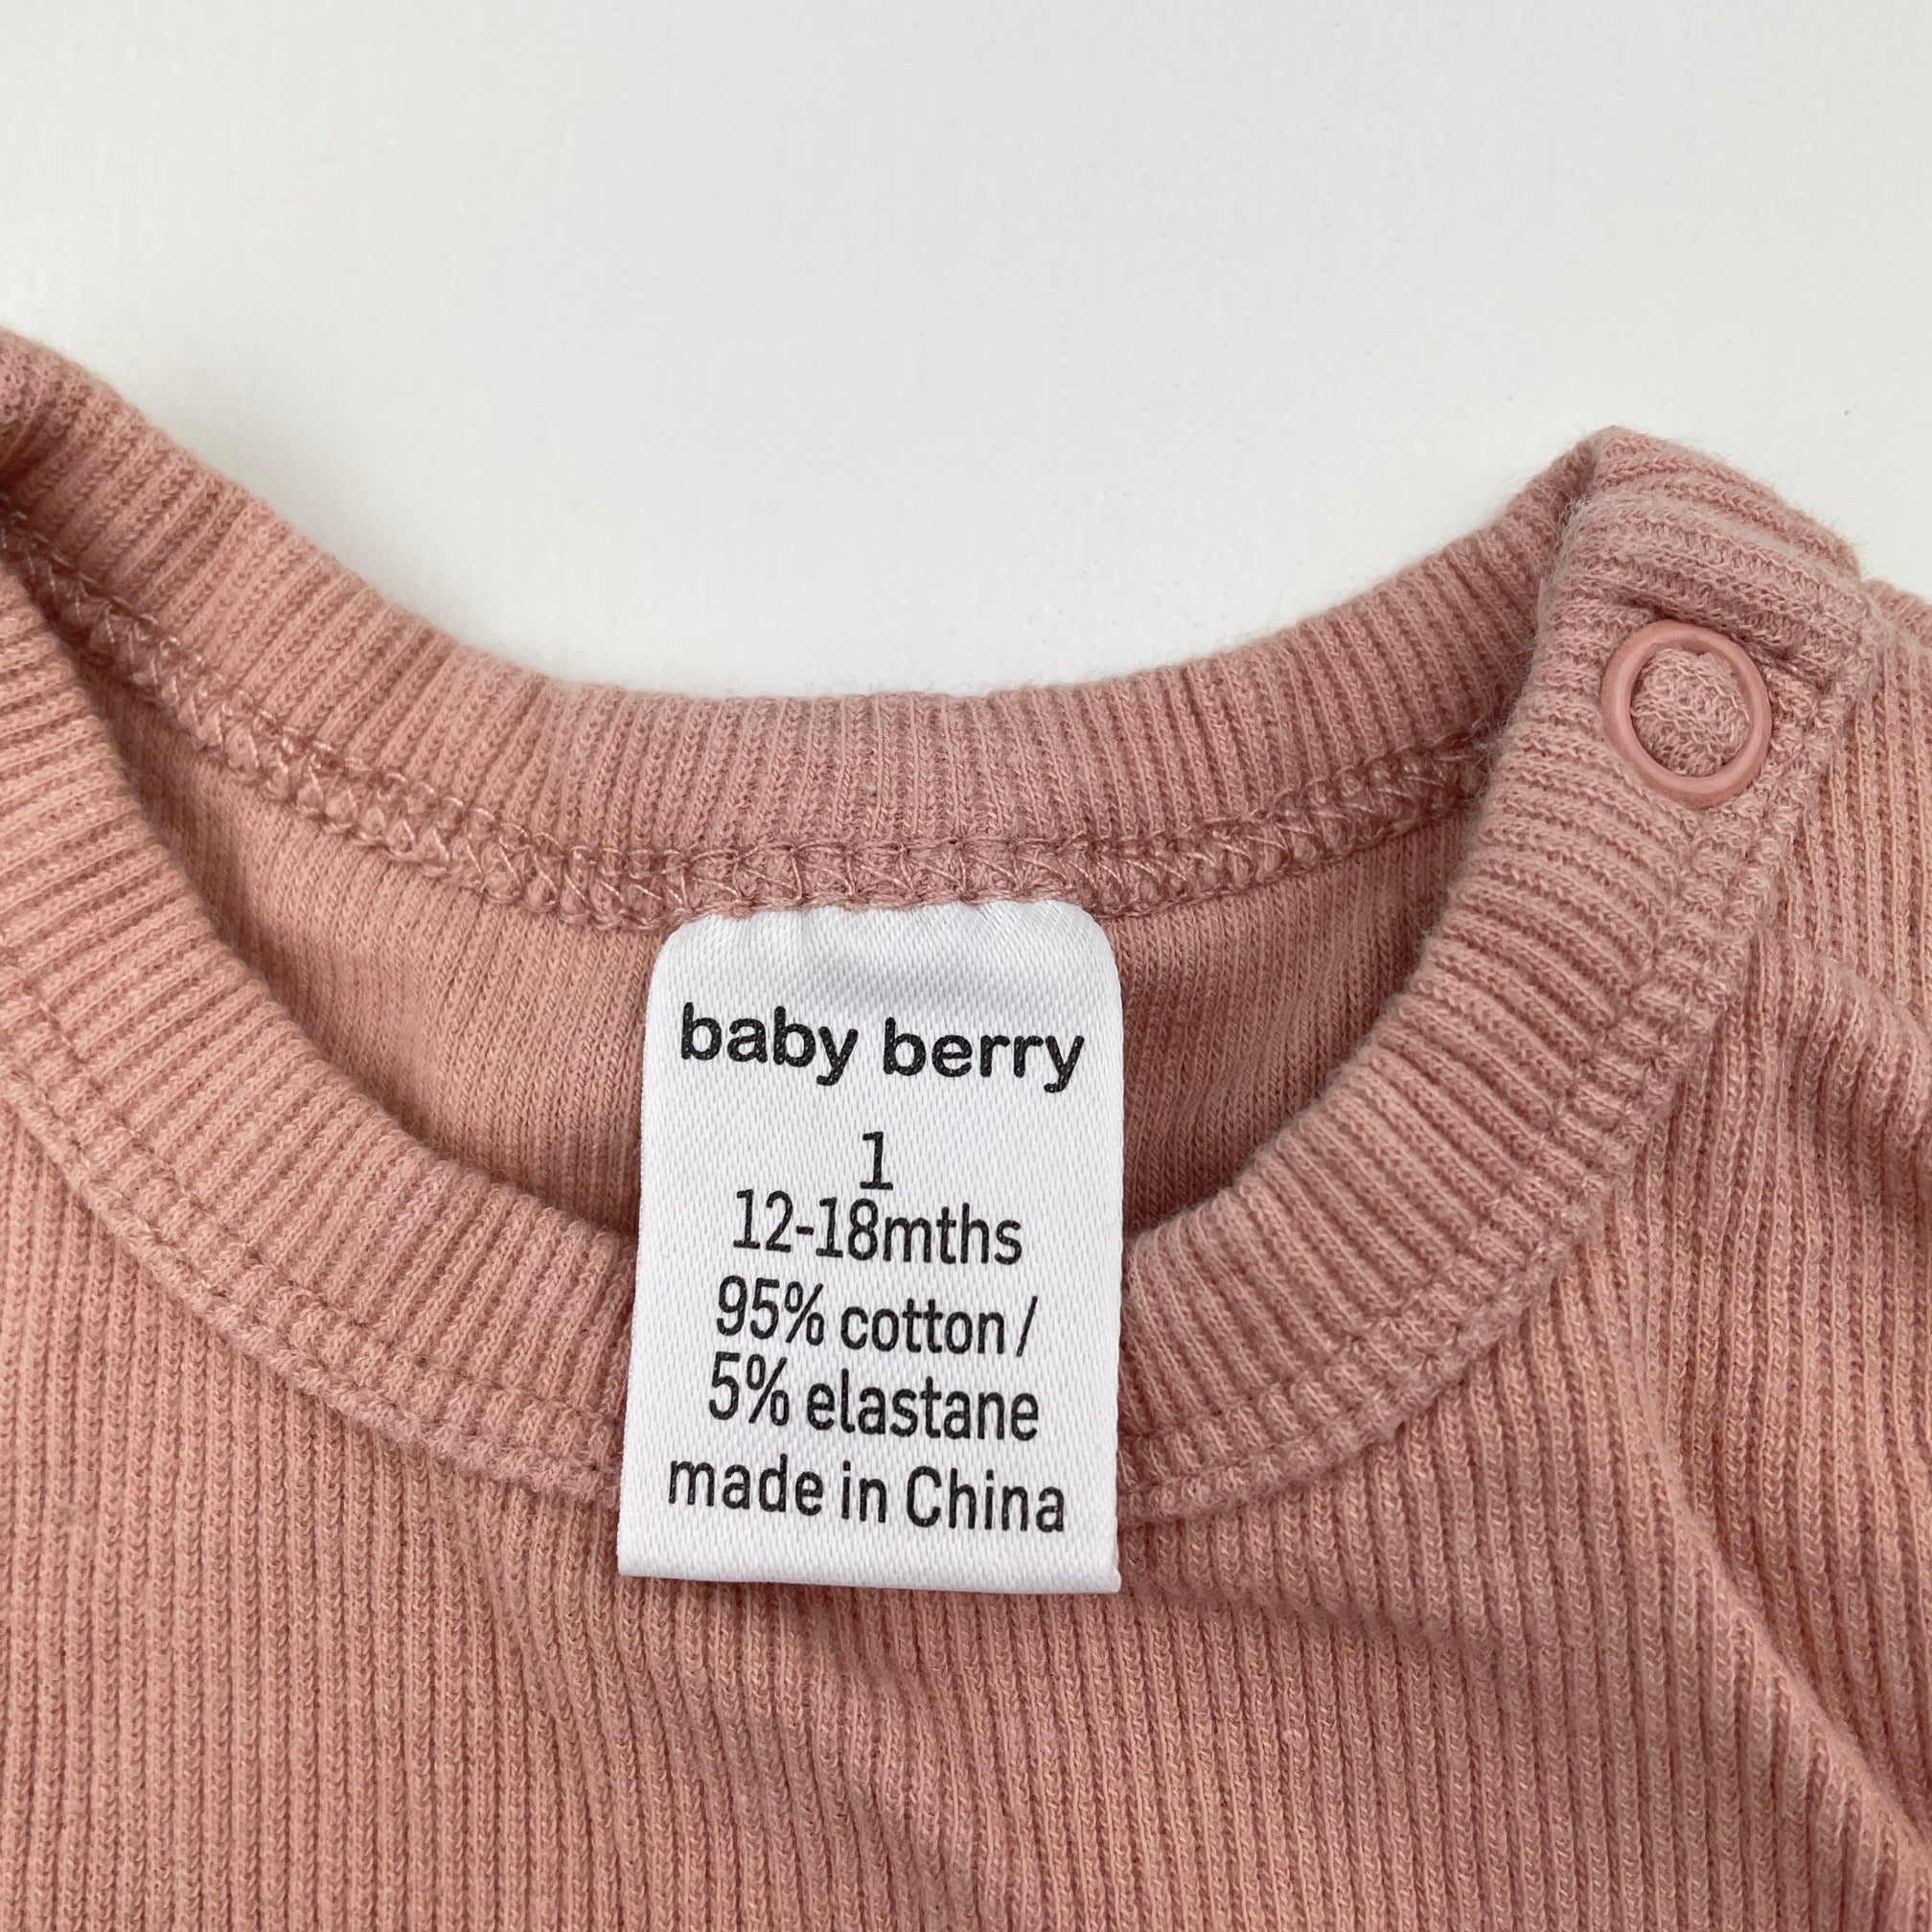 baby berry
1
12-18mths
95% cotton/
5% elastane
made in China